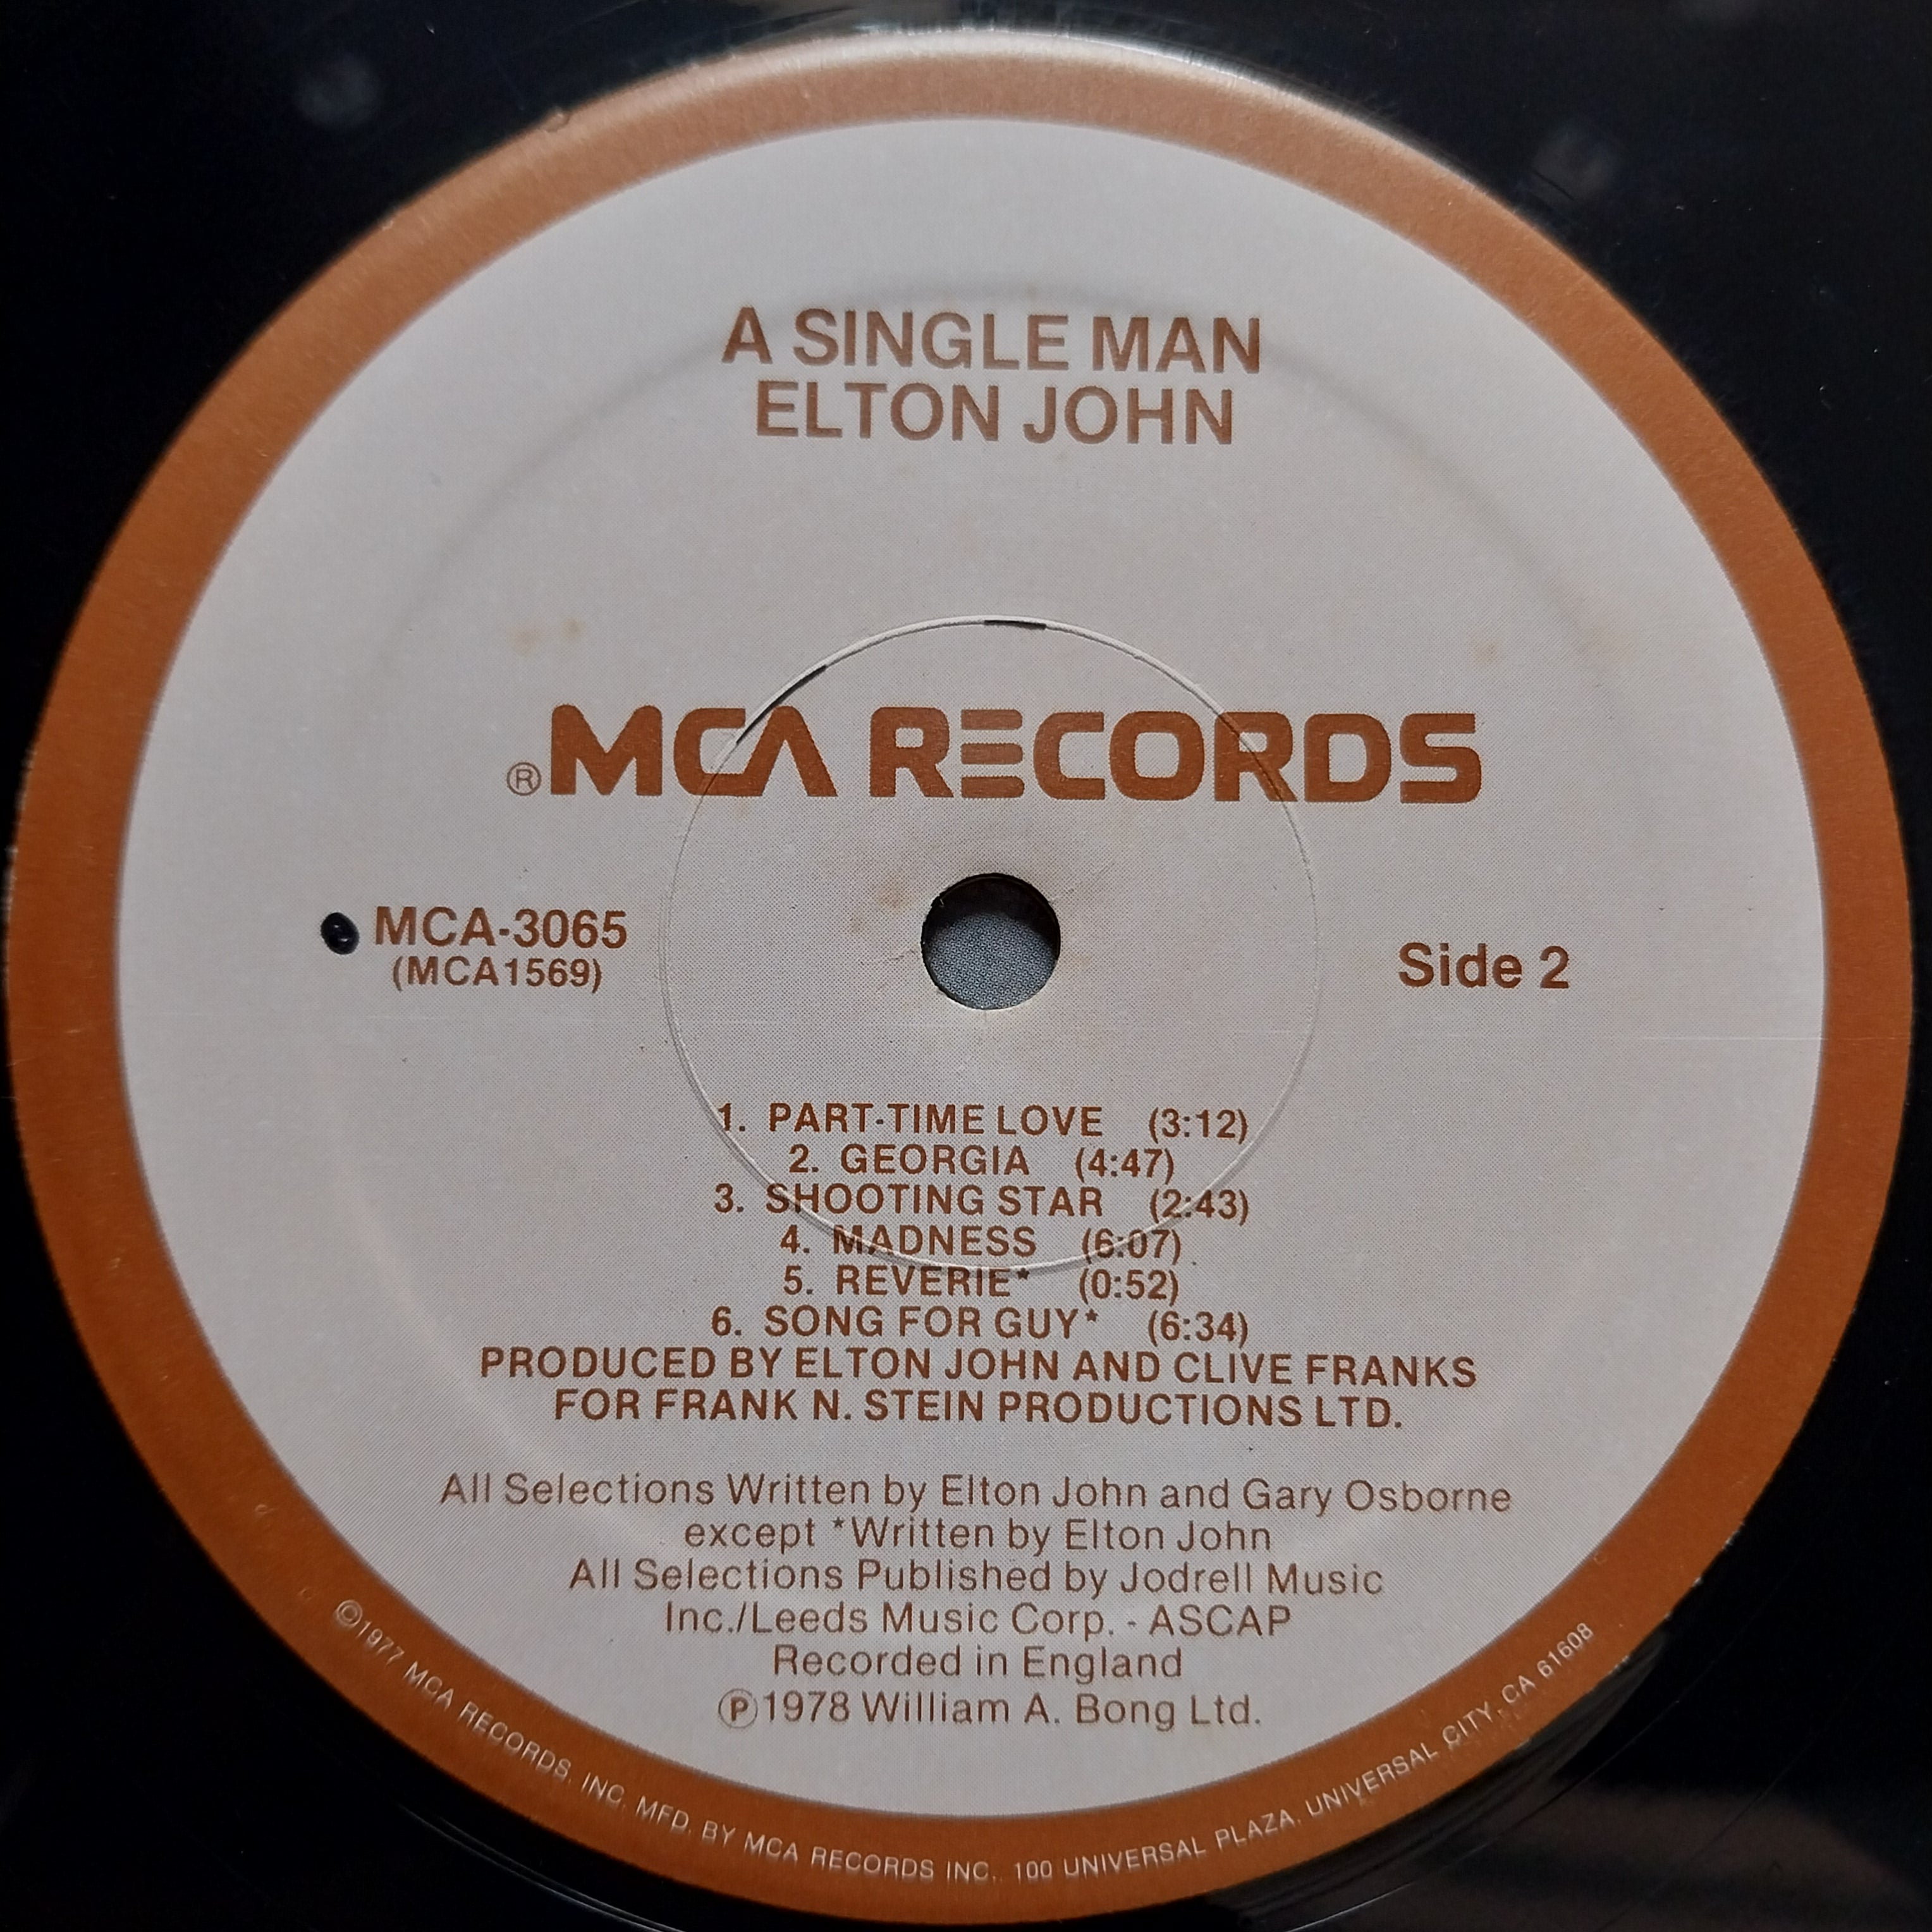 A SINGLE MAN
ELTON JOHN
® MCA RECORDS
MCA-3065
(MCA1569)
Side 2
1. PART-TIME LOVE (3:12)
2. GEORGIA (4:47)
3. SHOOTING STAR (2:43)
4. MADNESS (6:07)
5. REVERIE* (0:52)
6. SONG FOR GUY* (6:34)
PRODUCED BY ELTON JOHN AND CLIVE FRANKS
FOR FRANK N. STEIN PRODUCTIONS LTD.
All Selections Written by Elton John and Gary Osborne
except *Written by Elton John
All Selections Published by Jodrell Music
Inc./Leeds Music Corp. - ASCAP
Recorded in England
℗1978 William A. Bong Ltd.
©1977 MCA RECORDS, INC. MFD. BY MCA RECORDS INC., 100 UNIVERSAL PLAZA, UNIVERSAL CITY, CA 61608